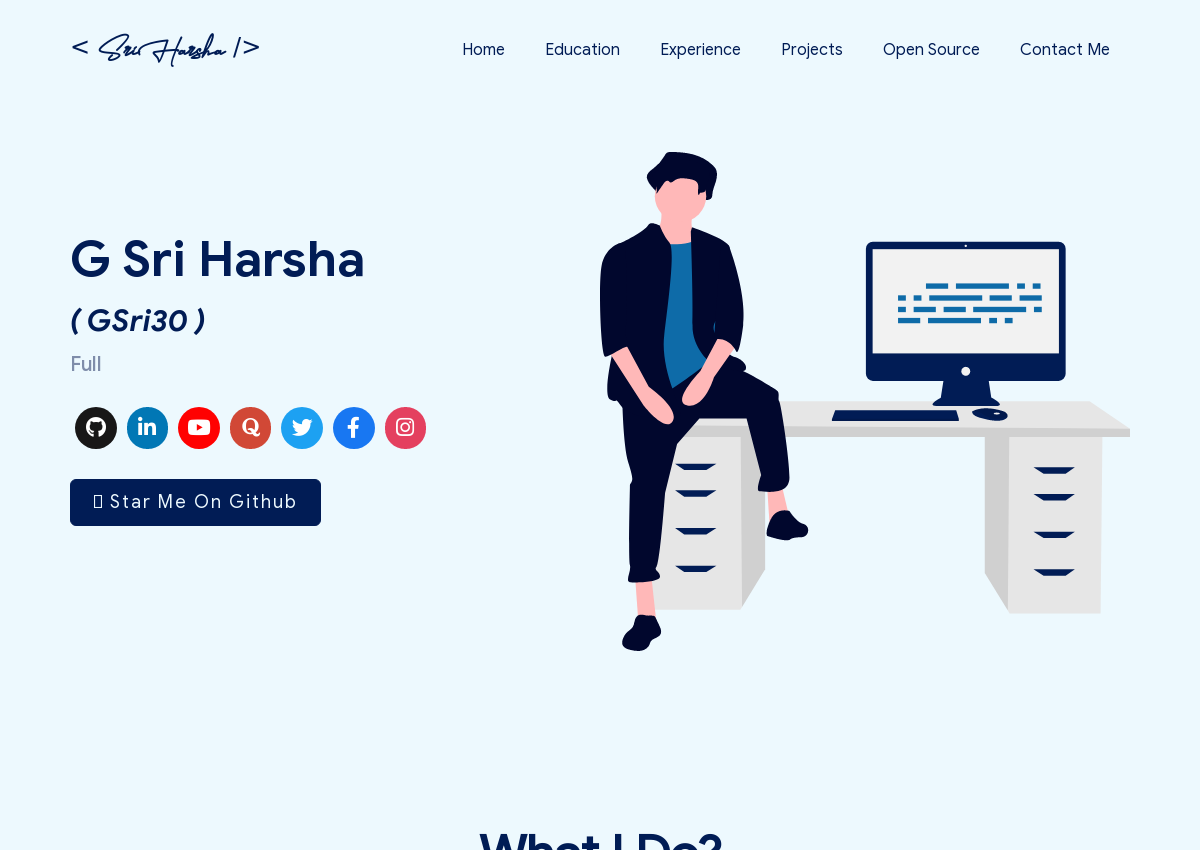 < Sri Harsha />
Home Education Experience Projects Open Source Contact Me
G Sri Harsha
( GSri30 )
Full
Star Me On Github
What I Do?